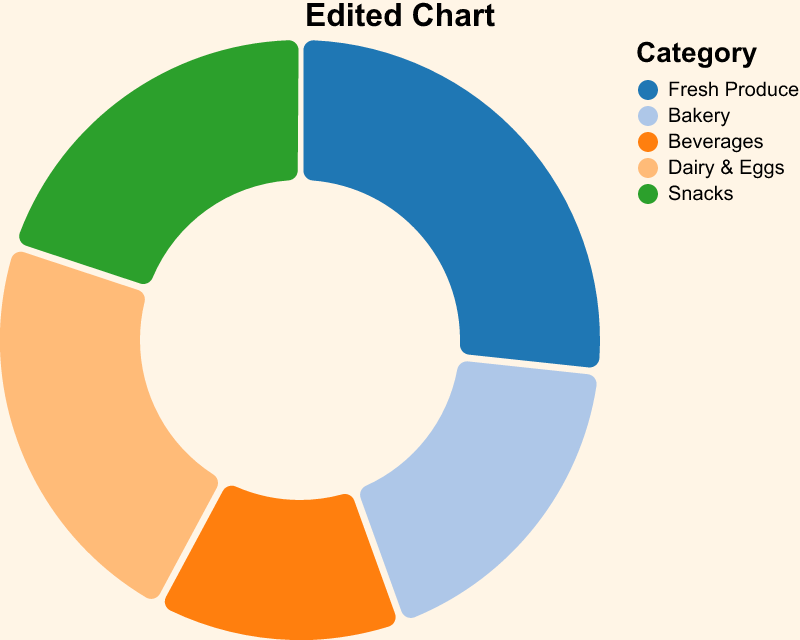 Edited Chart
Category
Fresh Produce
Bakery
Beverages
Dairy & Eggs
Snacks